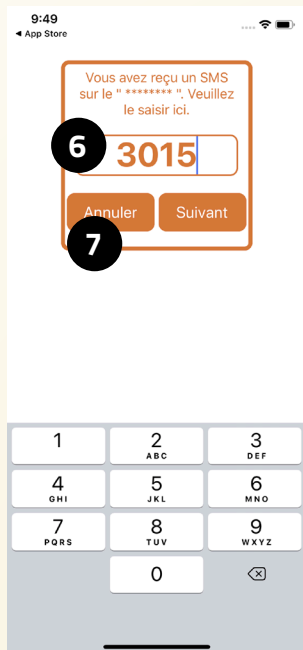 9:49
◀ App Store
Vous avez reçu un SMS
sur le " ******** ". Veuillez
le saisir ici.
6
3015
Annuler
Suivant
7
1
2
ABC
3
DEF
4
GHI
5
JKL
6
MNO
7
PQRS
8
TUV
9
WXYZ
0